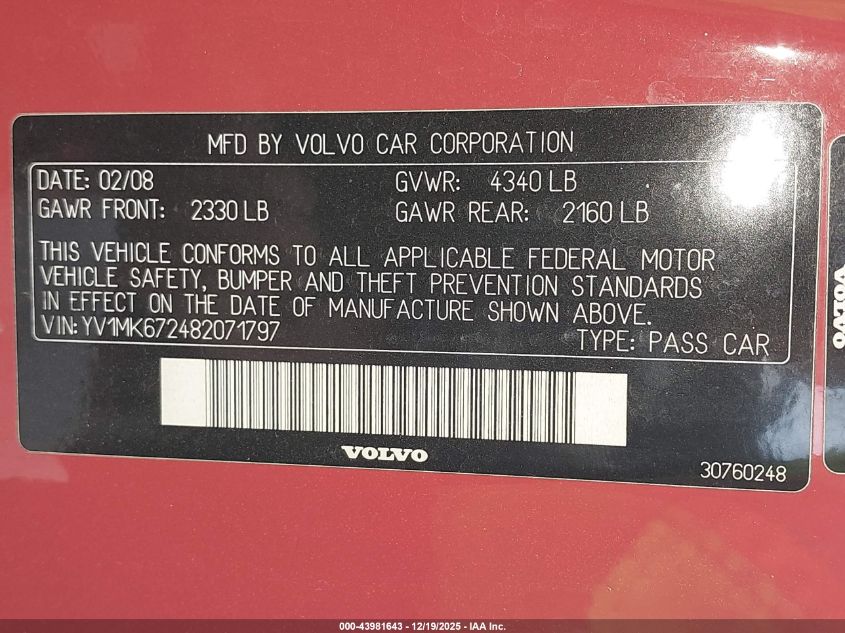 MFD BY VOLVO CAR CORPORATION
DATE: 02/08 GVWR: 4340 LB
GAWR FRONT: 2330 LB GAWR REAR: 2160 LB
THIS VEHICLE CONFORMS TO ALL APPLICABLE FEDERAL MOTOR
VEHICLE SAFETY, BUMPER AND THEFT PREVENTION STANDARDS
IN EFFECT ON THE DATE OF MANUFACTURE SHOWN ABOVE.
VIN:YV1MK672482071797 TYPE: PASS CAR
VOLVO
30760248
VOLVO
000-43981643 – 12/19/2025 - IAA Inc.